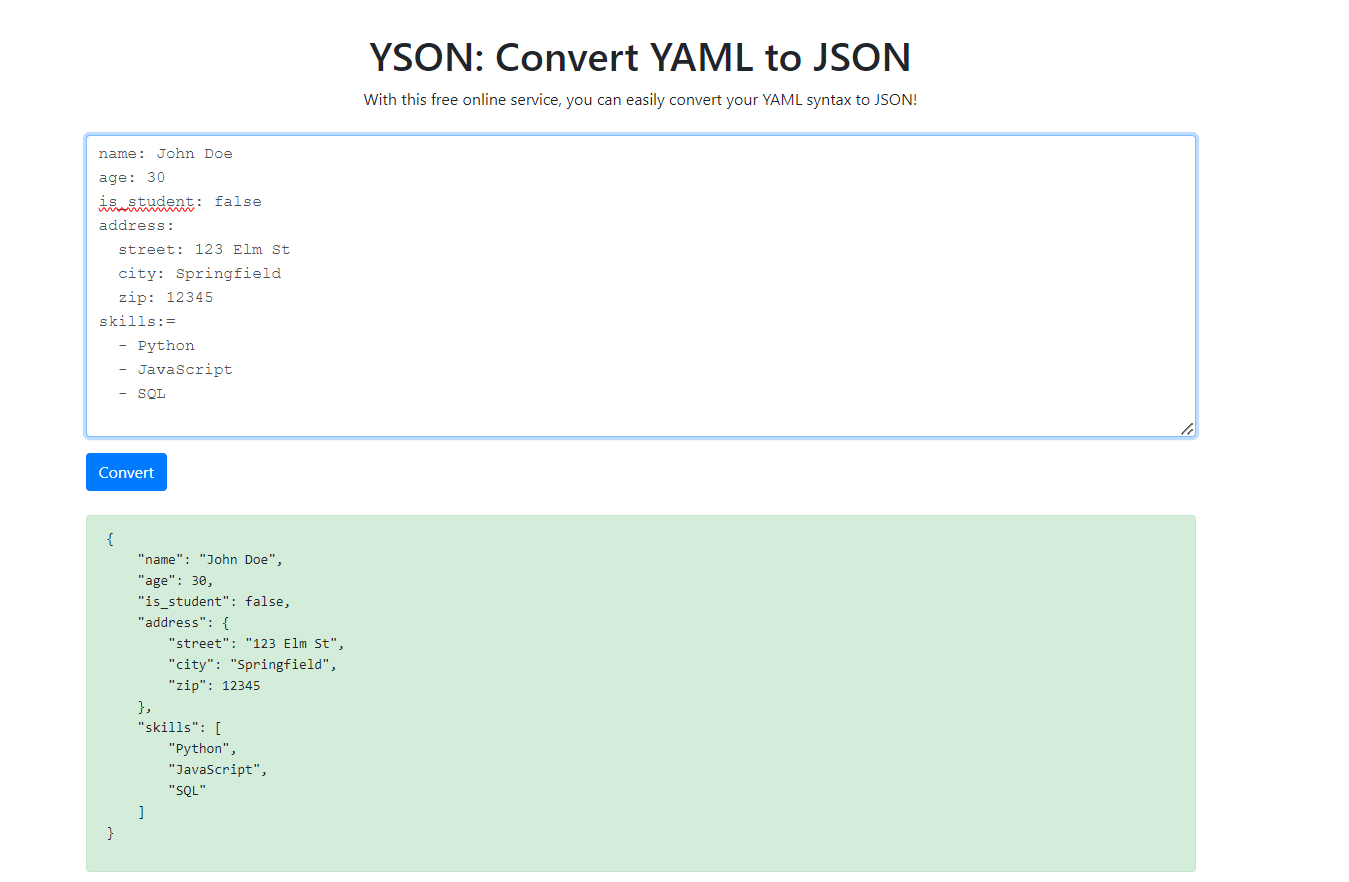 YSON: Convert YAML to JSON
With this free online service, you can easily convert your YAML syntax to JSON!
name: John Doe
age: 30
is_student: false
address:
  street: 123 Elm St
  city: Springfield
  zip: 12345
skills:=
  - Python
  - JavaScript
  - SQL
Convert
{
    "name": "John Doe",
    "age": 30,
    "is_student": false,
    "address": {
        "street": "123 Elm St",
        "city": "Springfield",
        "zip": 12345
    },
    "skills": [
        "Python",
        "JavaScript",
        "SQL"
    ]
}